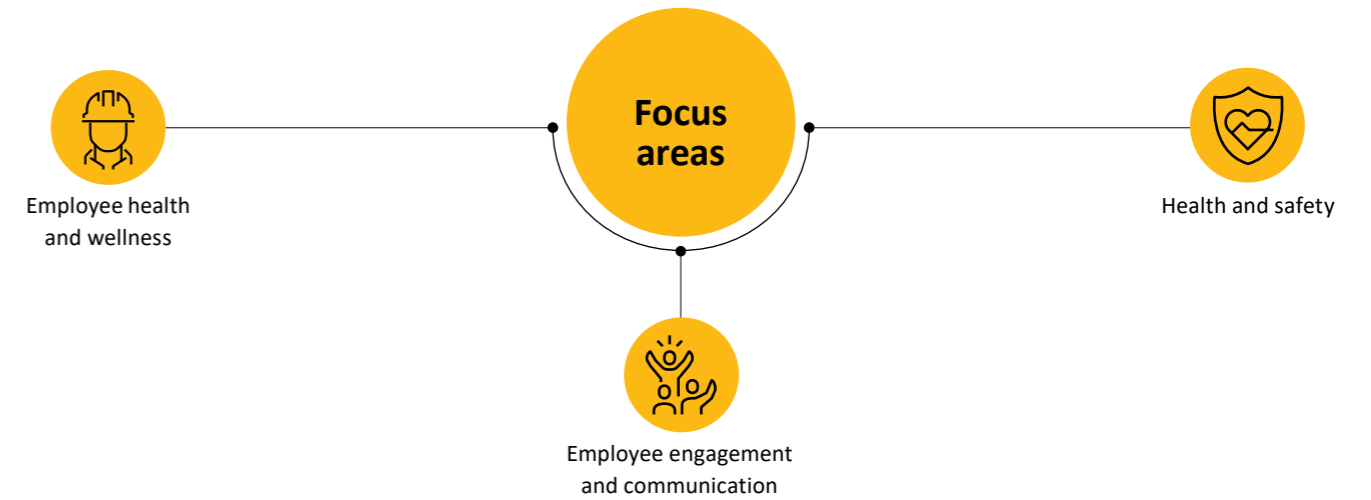 Focus
areas
Employee health
and wellness
Health and safety
Employee engagement
and communication